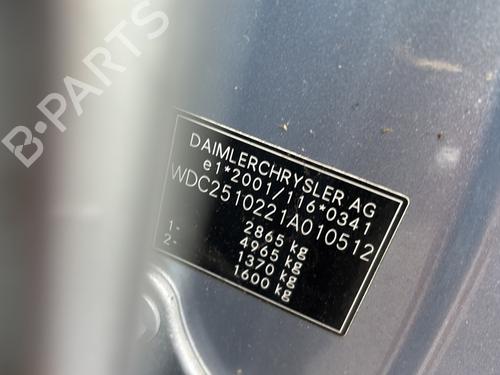 B-PARTS
DAIMLERCHRYSLER AG
e1*2001/116*0341
WDC2510221A010512
2865 kg
1- 4965 kg
2- 1370 kg
1600 kg